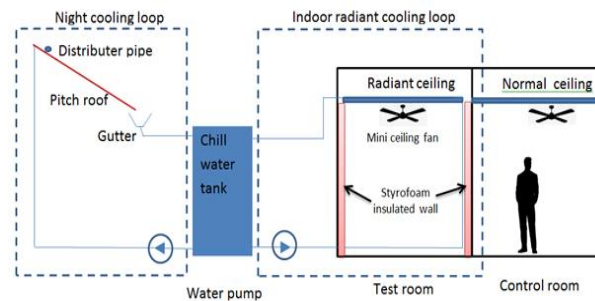 Night cooling loop
Indoor radiant cooling loop
Distributer pipe
Pitch roof
Gutter
Chill
water
tank
Radiant ceiling
Normal ceiling
Mini ceiling fan
Styrofoam
insulated wall
Water pump
Test room
Control room